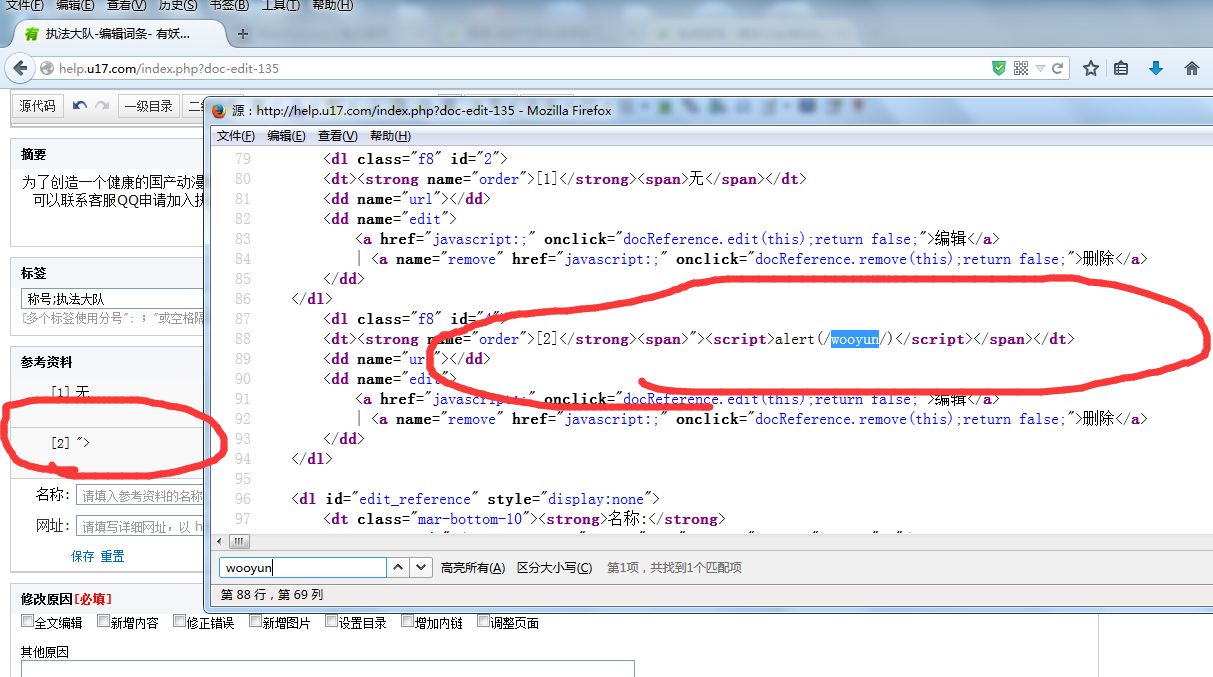 文件(F) 编辑(E) 查看(V) 历史(S) 书签(B) 工具(T) 帮助(H)
执法大队-编辑词条- 有妖...
help.u17.com/index.php?doc-edit-135
源代码 一级目录
源：http://help.u17.com/index.php?doc-edit-135 - Mozilla Firefox
文件(F) 编辑(E) 查看(V) 帮助(H)
79 <dl class="f8" id="2">
80 <dt><strong name="order">[1]</strong><span>无</span></dt>
81 <dd name="url"></dd>
82 <dd name="edit">
83 <a href="javascript:;" onclick="docReference.edit(this);return false;">编辑</a>
84 | <a name="remove" href="javascript:;" onclick="docReference.remove(this);return false;">删除</a>
85 </dd>
86 </dl>
87 <dl class="f8" id="4">
88 <dt><strong name="order">[2]</strong><span>"><script>alert(/wooyun/)</script></span></dt>
89 <dd name="url"></dd>
90 <dd name="edit">
91 <a href="javascript:;" onclick="docReference.edit(this);return false;">编辑</a>
92 | <a name="remove" href="javascript:;" onclick="docReference.remove(this);return false;">删除</a>
93 </dd>
94 </dl>
95
96 <dl id="edit_reference" style="display:none">
97 <dt class="mar-bottom-10"><strong>名称:</strong>
wooyun 高亮所有(A) 区分大小写(C) 第1项，共找到1个匹配项
第 88 行，第 69 列
摘要
为了创造一个健康的国产动漫
可以联系客服QQ申请加入执
标签
称号;执法大队
[多个标签使用分号"；；"或空格隔
参考资料
[1] 无
[2] ">
名称: 请填入参考资料的名称
网址: 请填写详细网址，以 h
保存 重置
修改原因[必填]
全文编辑 新增内容 修正错误 新增图片 设置目录 增加内链 调整页面
其他原因